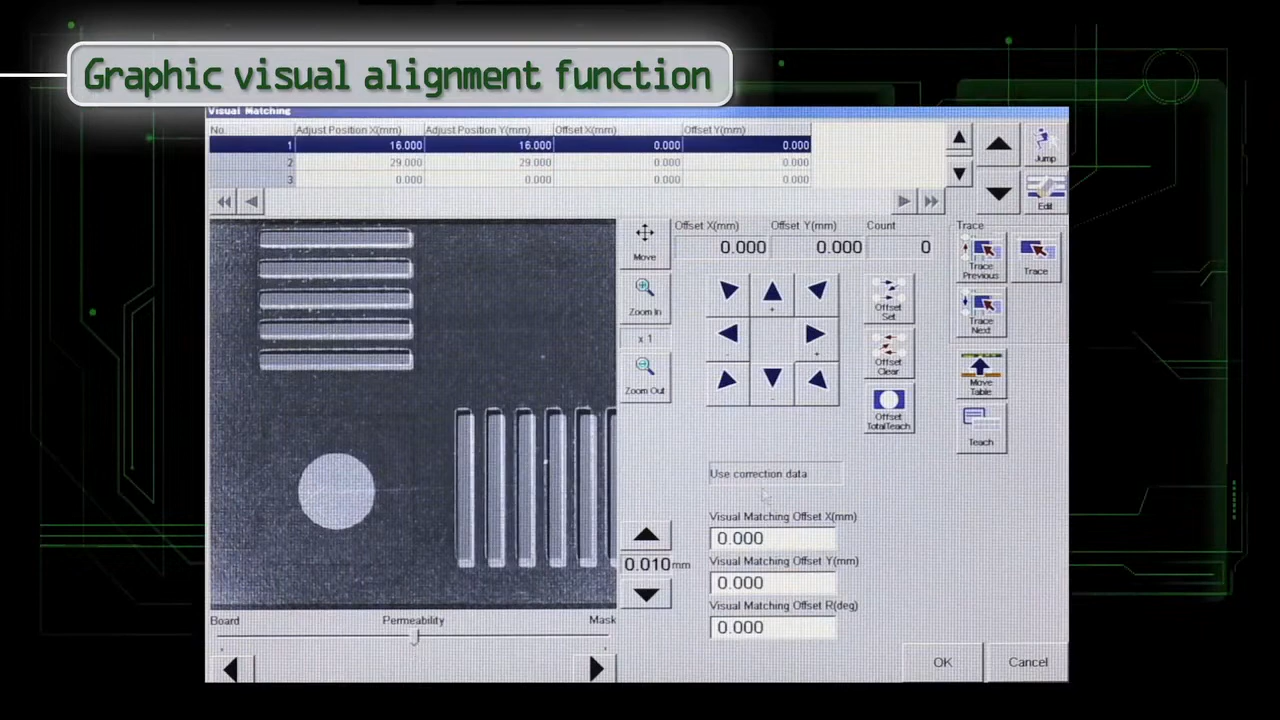 Graphic visual alignment function
Visual Matching
No. Adjust Position X(mm) Adjust Position Y(mm) Offset X(mm) Offset Y(mm)
1 16.000 16.000 0.000 0.000
2 29.000 29.000 0.000 0.000
3 0.000 0.000 0.000 0.000
Jump
Edit
Move
Offset X(mm) Offset Y(mm) Count
0.000 0.000 0
Trace
Trace Previous
Trace
Zoom In
Offset Set
Trace Next
x 1
Zoom Out
+
-
+
-
Offset Clear
Move Table
Offset TotalTeach
Teach
Use correction data
Visual Matching Offset X(mm)
0.000
0.010mm
Visual Matching Offset Y(mm)
0.000
Visual Matching Offset R(deg)
0.000
Board Permeability Mask
OK Cancel